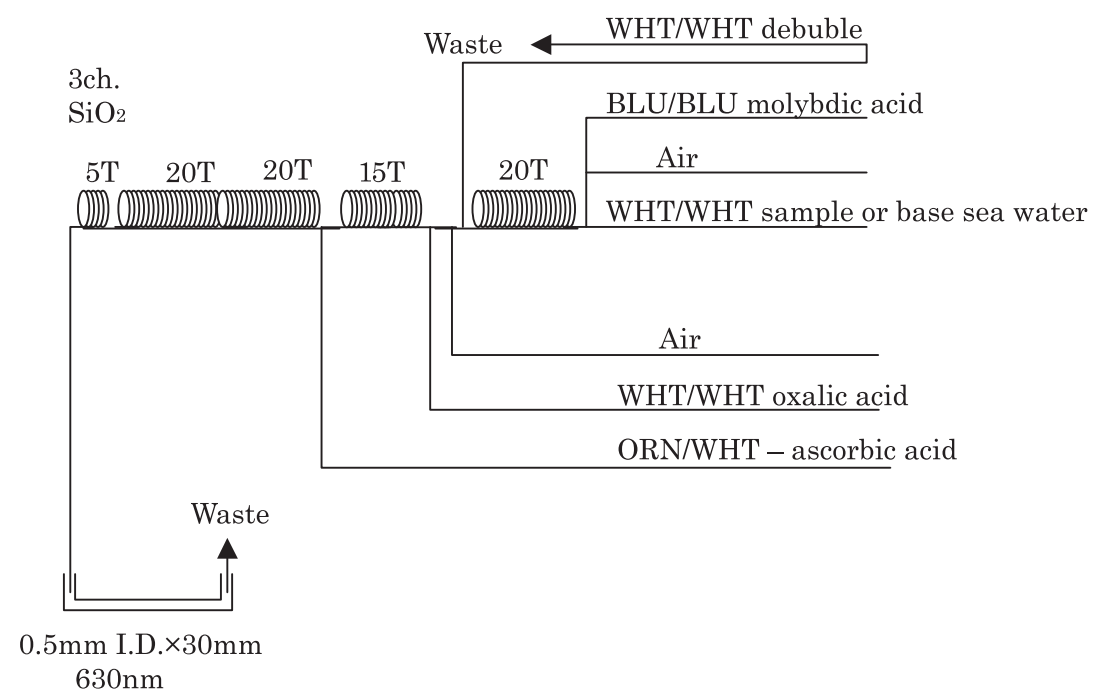 WHT/WHT debuble
Waste
3ch.
SiO2
BLU/BLU molybdic acid
Air
5T 20T 20T 15T 20T
WHT/WHT sample or base sea water
Air
WHT/WHT oxalic acid
ORN/WHT – ascorbic acid
Waste
0.5mm I.D.×30mm
630nm